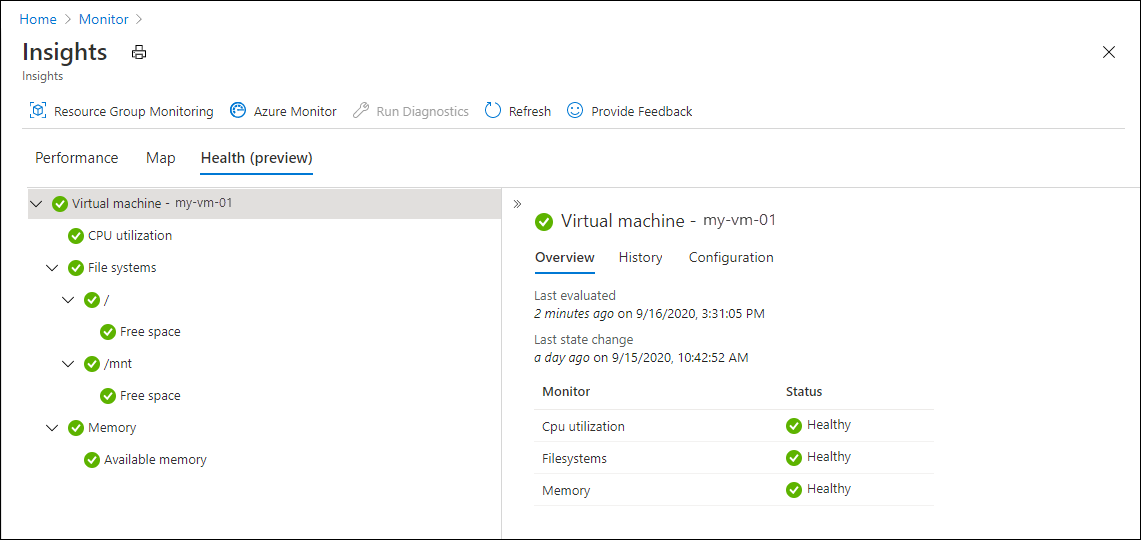 Home > Monitor >
Insights
Insights
Resource Group Monitoring Azure Monitor Run Diagnostics Refresh Provide Feedback
Performance Map Health (preview)
Virtual machine - my-vm-01
CPU utilization
File systems
/
Free space
/mnt
Free space
Memory
Available memory
Virtual machine - my-vm-01
Overview History Configuration
Last evaluated
2 minutes ago on 9/16/2020, 3:31:05 PM
Last state change
a day ago on 9/15/2020, 10:42:52 AM
Monitor Status
Cpu utilization Healthy
Filesystems Healthy
Memory Healthy